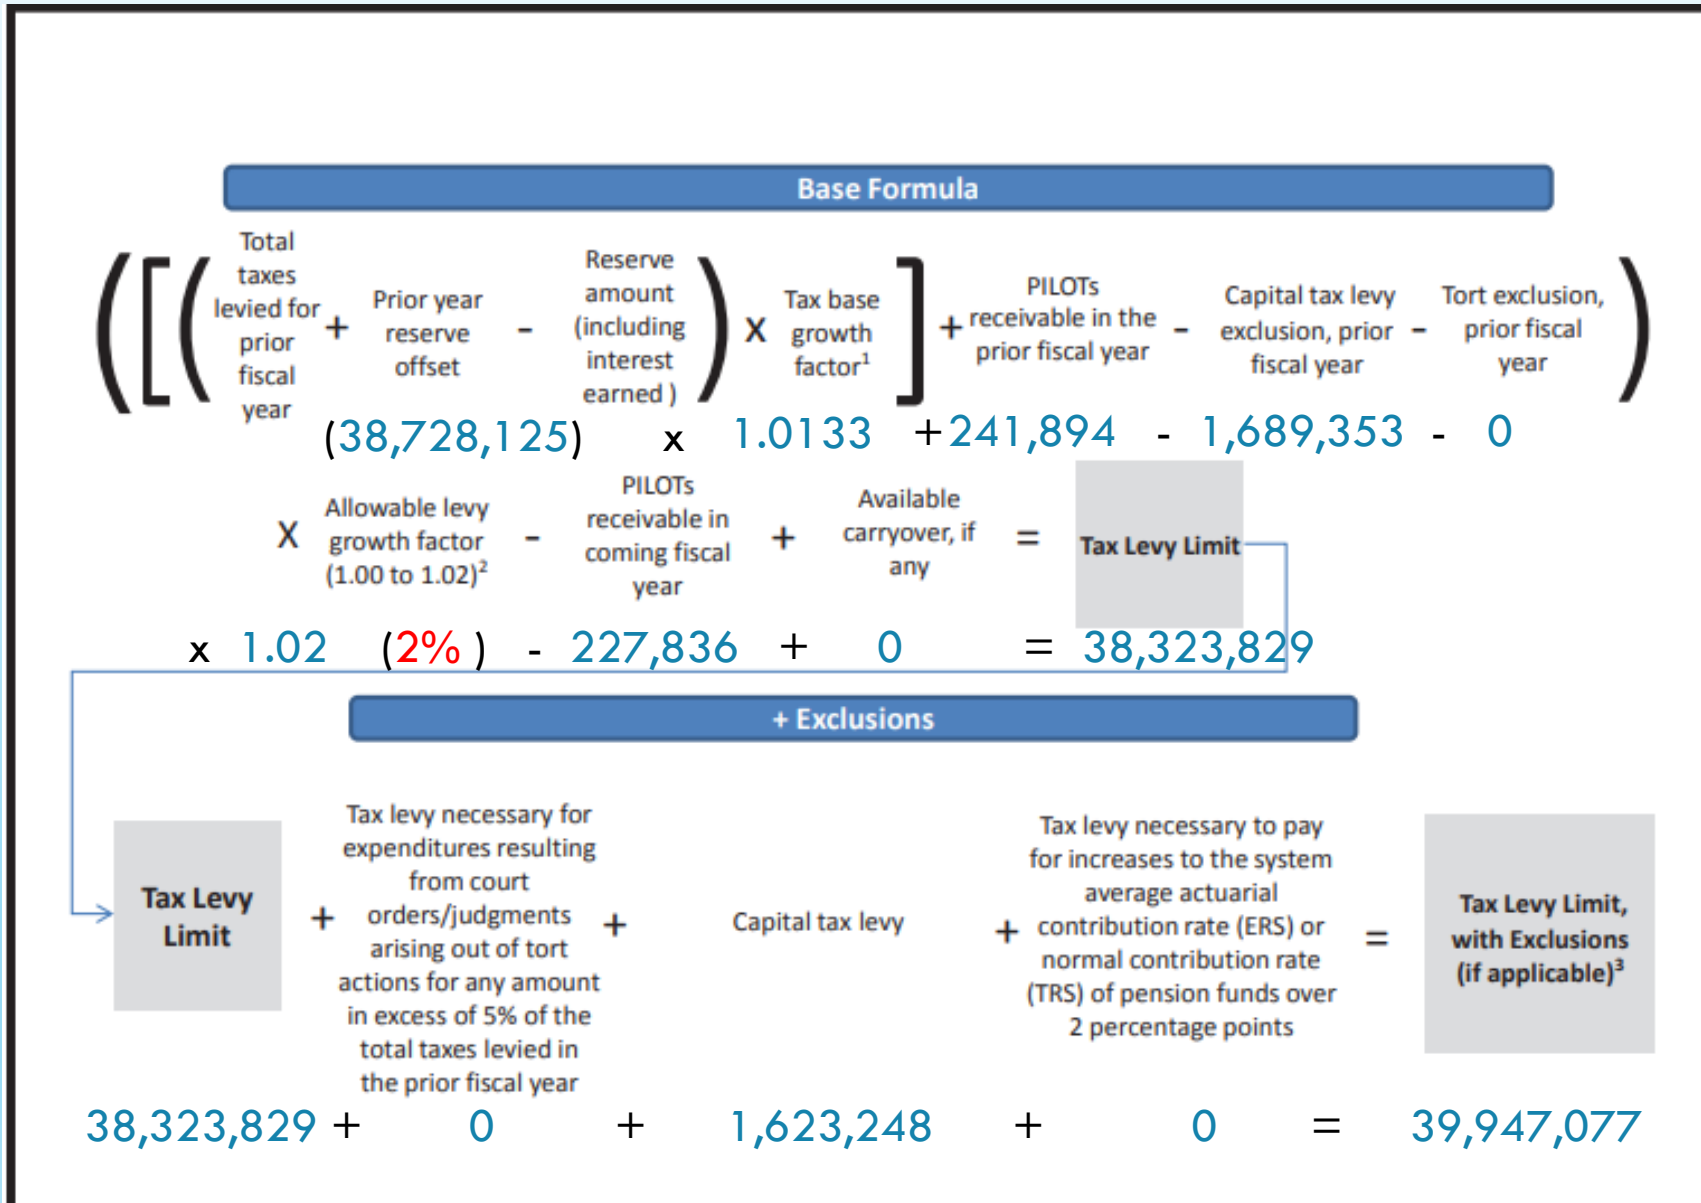 Base Formula
([(
Total
taxes
levied for
prior
fiscal
year
+
Prior year
reserve
offset
-
Reserve
amount
(including
interest
earned )
)
X
Tax base
growth
factor¹
]
+
PILOTs
receivable in the
prior fiscal year
-
Capital tax levy
exclusion, prior
fiscal year
-
Tort exclusion,
prior fiscal
year
)
(38,728,125) x 1.0133 +241,894 - 1,689,353 - 0
X
Allowable levy
growth factor
(1.00 to 1.02)²
-
PILOTs
receivable in
coming fiscal
year
+
Available
carryover, if
any
=
Tax Levy Limit
x 1.02 (2% ) - 227,836 + 0 = 38,323,829
+ Exclusions
Tax Levy
Limit
+
Tax levy necessary for
expenditures resulting
from court
orders/judgments
arising out of tort
actions for any amount
in excess of 5% of the
total taxes levied in
the prior fiscal year
+
Capital tax levy
+
Tax levy necessary to pay
for increases to the system
average actuarial
contribution rate (ERS) or
normal contribution rate
(TRS) of pension funds over
2 percentage points
=
Tax Levy Limit,
with Exclusions
(if applicable)³
38,323,829 + 0 + 1,623,248 + 0 = 39,947,077